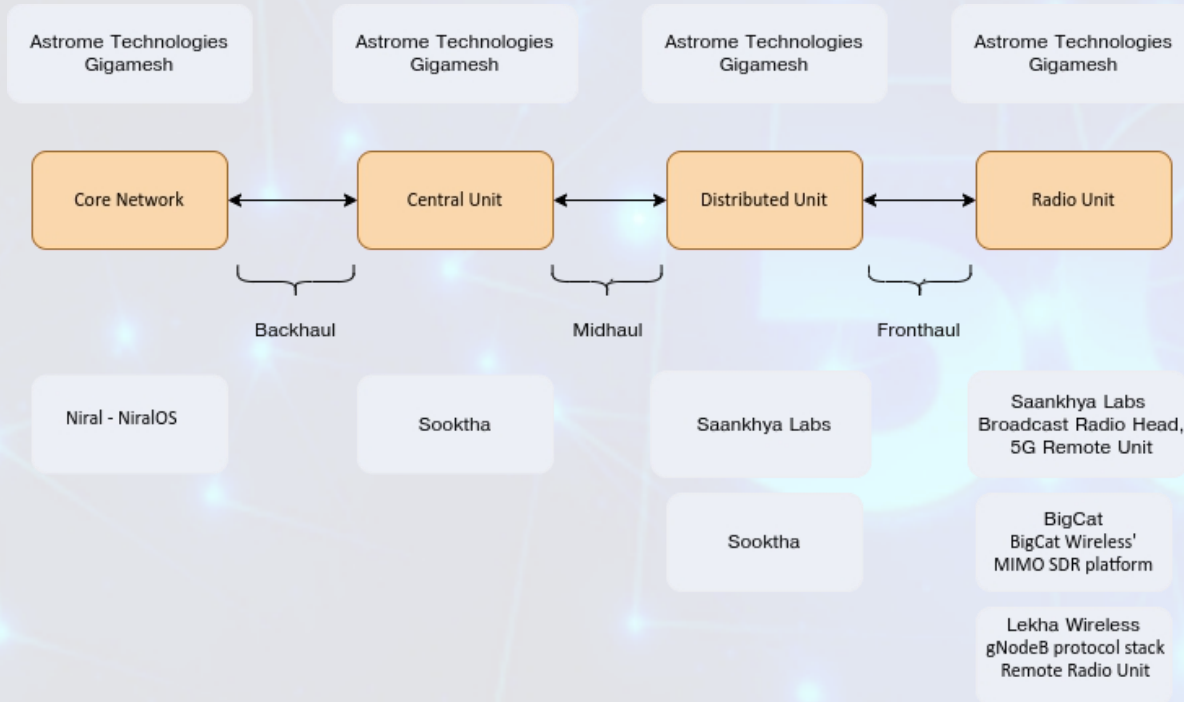 Astrome Technologies
Gigamesh
Astrome Technologies
Gigamesh
Astrome Technologies
Gigamesh
Astrome Technologies
Gigamesh
Core Network
Central Unit
Distributed Unit
Radio Unit
Backhaul
Midhaul
Fronthaul
Niral - NiralOS
Sooktha
Saankhya Labs
Saankhya Labs
Broadcast Radio Head,
5G Remote Unit
Sooktha
BigCat
BigCat Wireless'
MIMO SDR platform
Lekha Wireless
gNodeB protocol stack
Remote Radio Unit